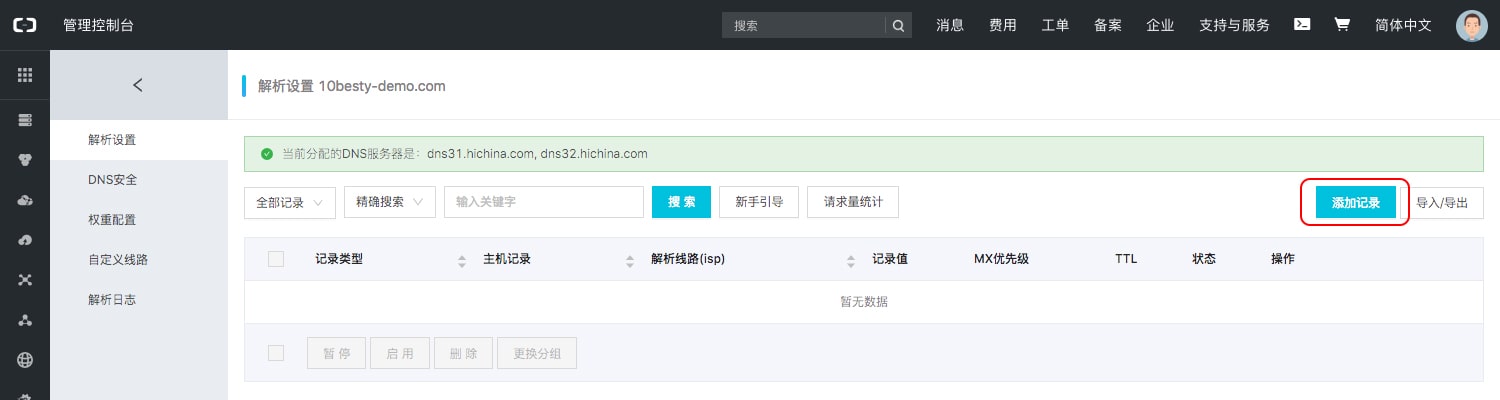 管理控制台 搜索 消息 费用 工单 备案 企业 支持与服务 简体中文
解析设置 10besty-demo.com
解析设置
DNS安全
权重配置
自定义线路
解析日志
当前分配的DNS服务器是：dns31.hichina.com, dns32.hichina.com
全部记录 精确搜索 输入关键字 搜 索 新手引导 请求量统计 添加记录 导入/导出
记录类型 主机记录 解析线路(isp) 记录值 MX优先级 TTL 状态 操作
暂无数据
暂 停 启 用 删 除 更换分组